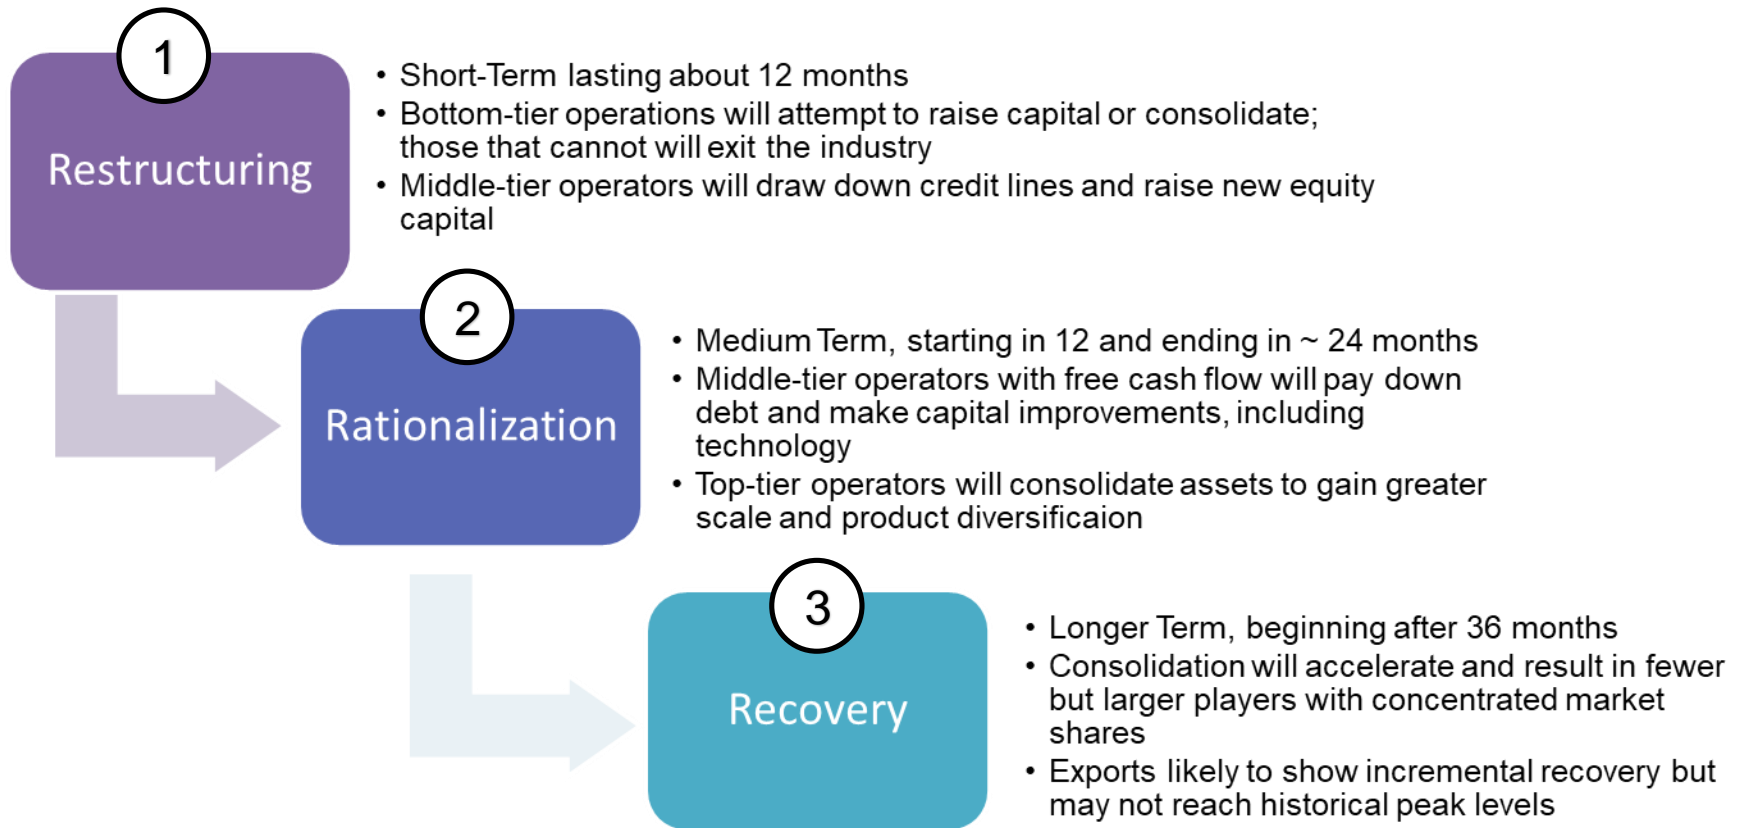 1
Restructuring
• Short-Term lasting about 12 months
• Bottom-tier operations will attempt to raise capital or consolidate;
those that cannot will exit the industry
• Middle-tier operators will draw down credit lines and raise new equity
capital
2
Rationalization
• Medium Term, starting in 12 and ending in ~ 24 months
• Middle-tier operators with free cash flow will pay down
debt and make capital improvements, including
technology
• Top-tier operators will consolidate assets to gain greater
scale and product diversificaion
3
Recovery
• Longer Term, beginning after 36 months
• Consolidation will accelerate and result in fewer
but larger players with concentrated market
shares
• Exports likely to show incremental recovery but
may not reach historical peak levels